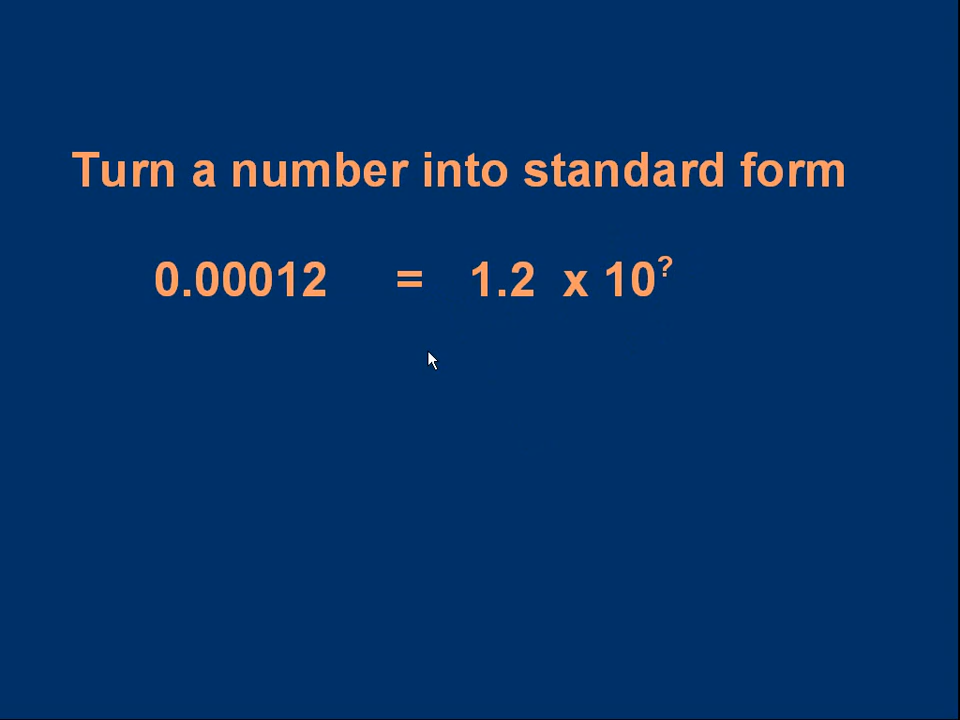 Turn a number into standard form
0.00012 = 1.2 x 10?